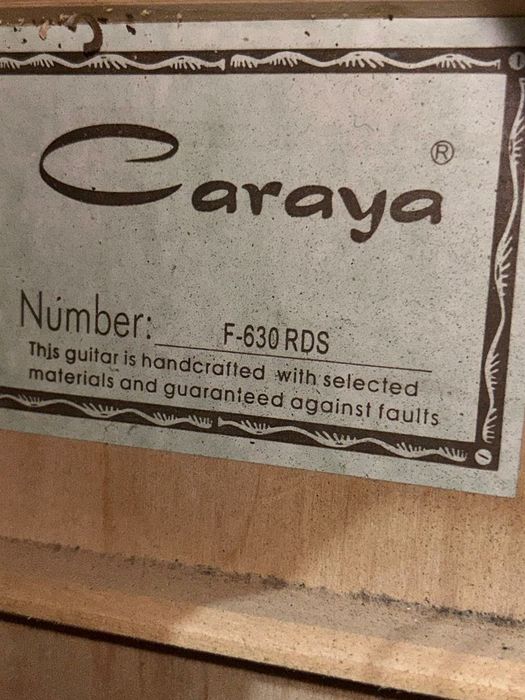 Caraya ®
Number: F-630 RDS
This guitar is handcrafted with selected
materials and guaranteed against faults